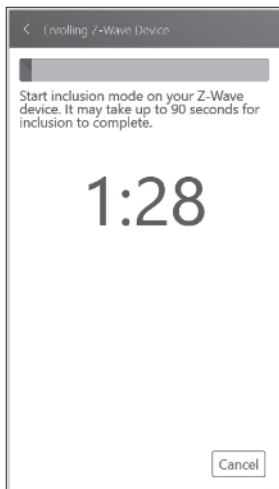 < Enrolling Z-Wave Device
Start inclusion mode on your Z-Wave
device. It may take up to 90 seconds for
inclusion to complete.
1:28
Cancel